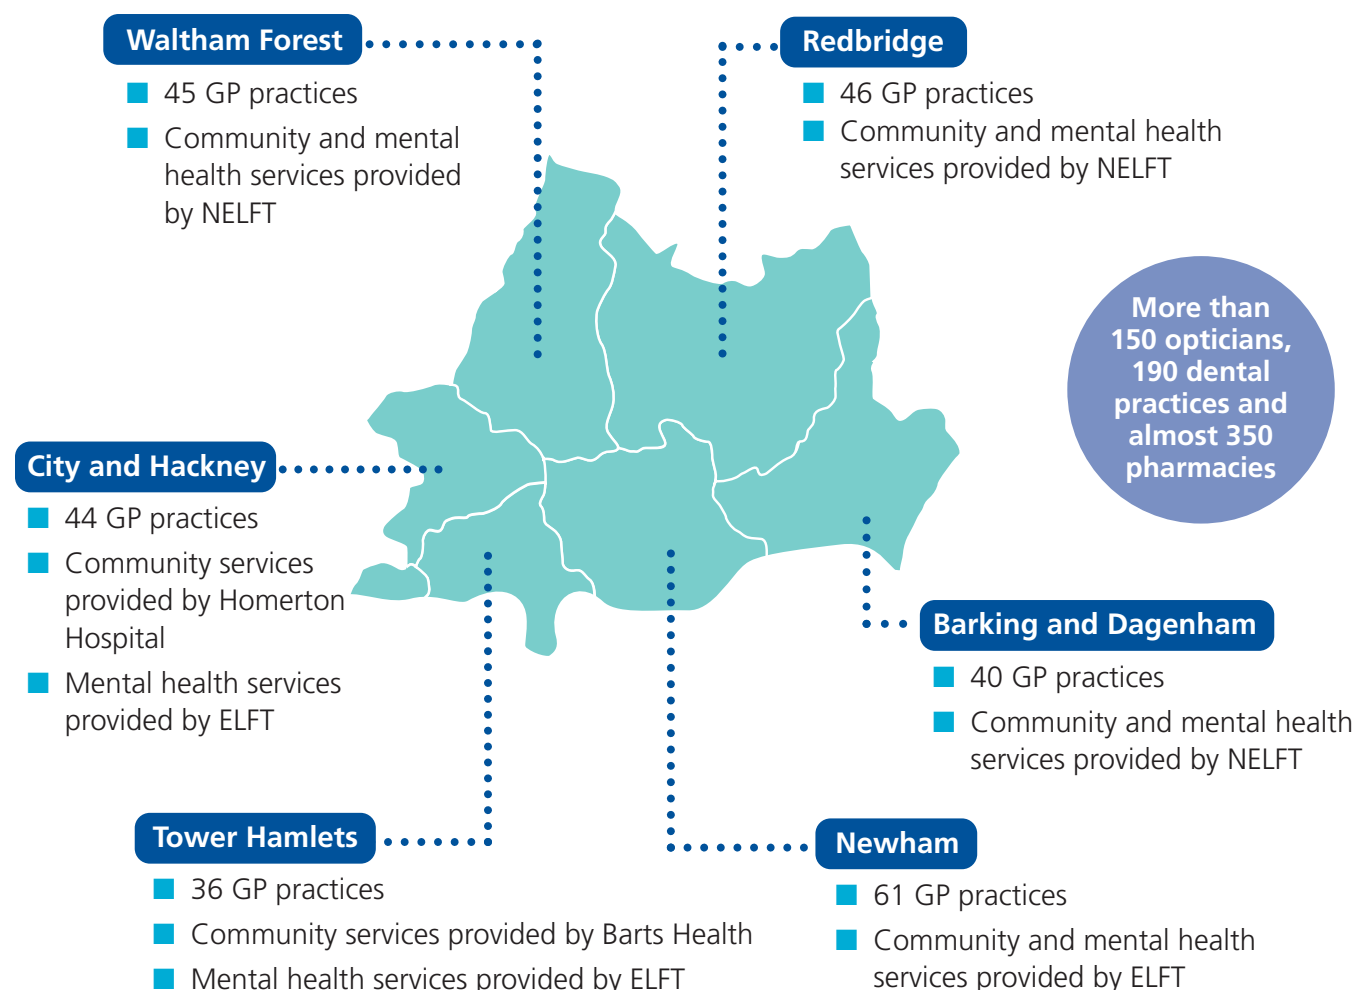 Waltham Forest
45 GP practices
Community and mental
health services provided
by NELFT
Redbridge
46 GP practices
Community and mental health
services provided by NELFT
More than
150 opticians,
190 dental
practices and
almost 350
pharmacies
City and Hackney
44 GP practices
Community services
provided by Homerton
Hospital
Mental health services
provided by ELFT
Barking and Dagenham
40 GP practices
Community and mental health
services provided by NELFT
Tower Hamlets
36 GP practices
Community services provided by Barts Health
Mental health services provided by ELFT
Newham
61 GP practices
Community and mental health
services provided by ELFT